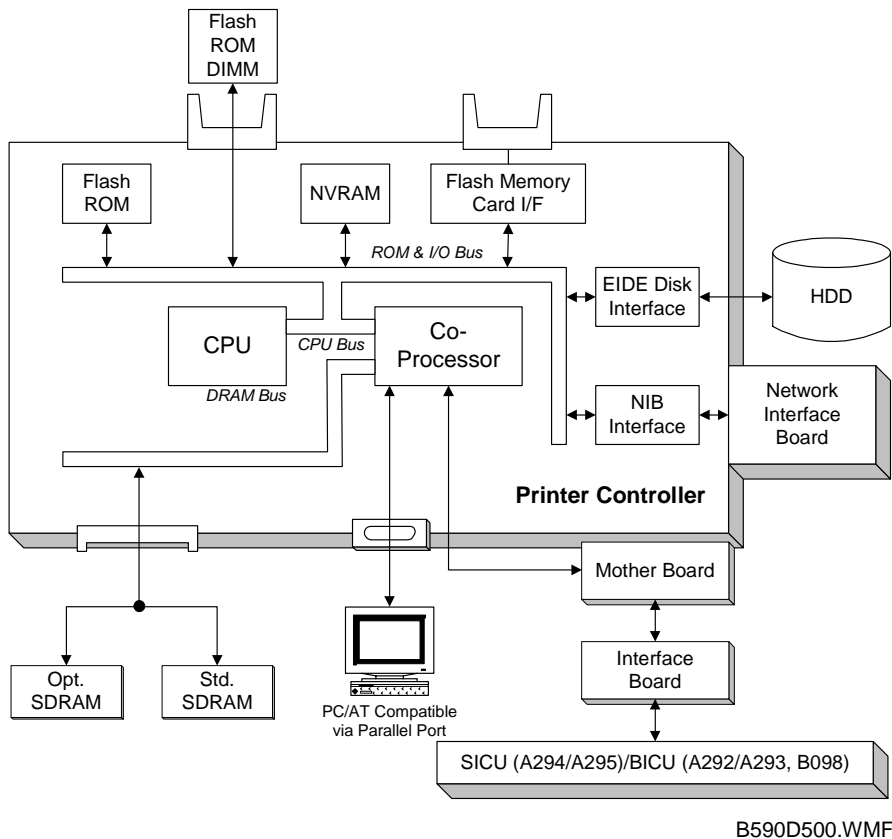 Flash
ROM
DIMM
Flash
ROM
NVRAM
Flash Memory
Card I/F
ROM & I/O Bus
EIDE Disk
Interface
HDD
CPU
CPU Bus
Co-
Processor
DRAM Bus
NIB
Interface
Network
Interface
Board
Printer Controller
Mother Board
Interface
Board
Opt.
SDRAM
Std.
SDRAM
PC/AT Compatible
via Parallel Port
SICU (A294/A295)/BICU (A292/A293, B098)
B590D500.WMF